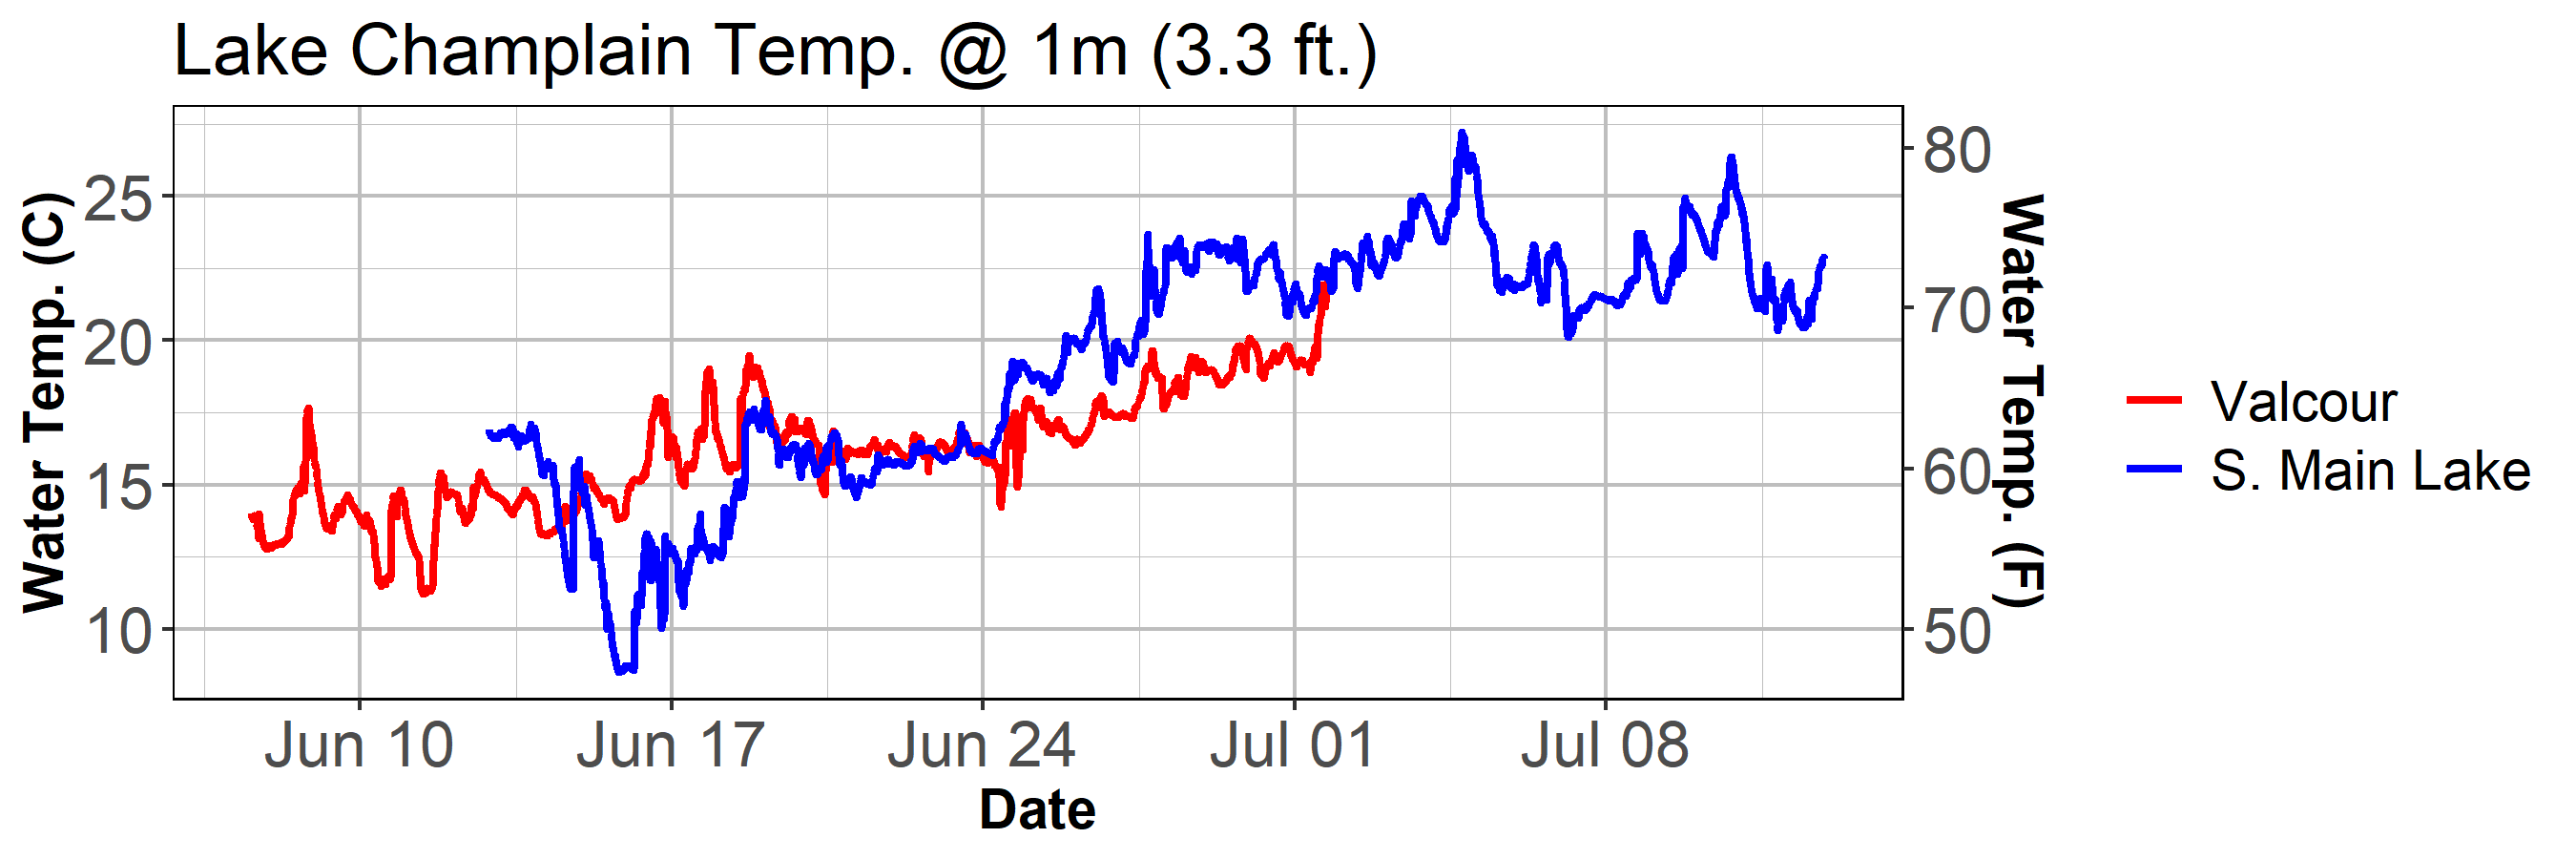 Lake Champlain Temp. @ 1m (3.3 ft.)
Water Temp. (C)
25
20
15
10
80
70
60
50
Water Temp. (F)
Jun 10
Jun 17
Jun 24
Jul 01
Jul 08
Date
Valcour
S. Main Lake